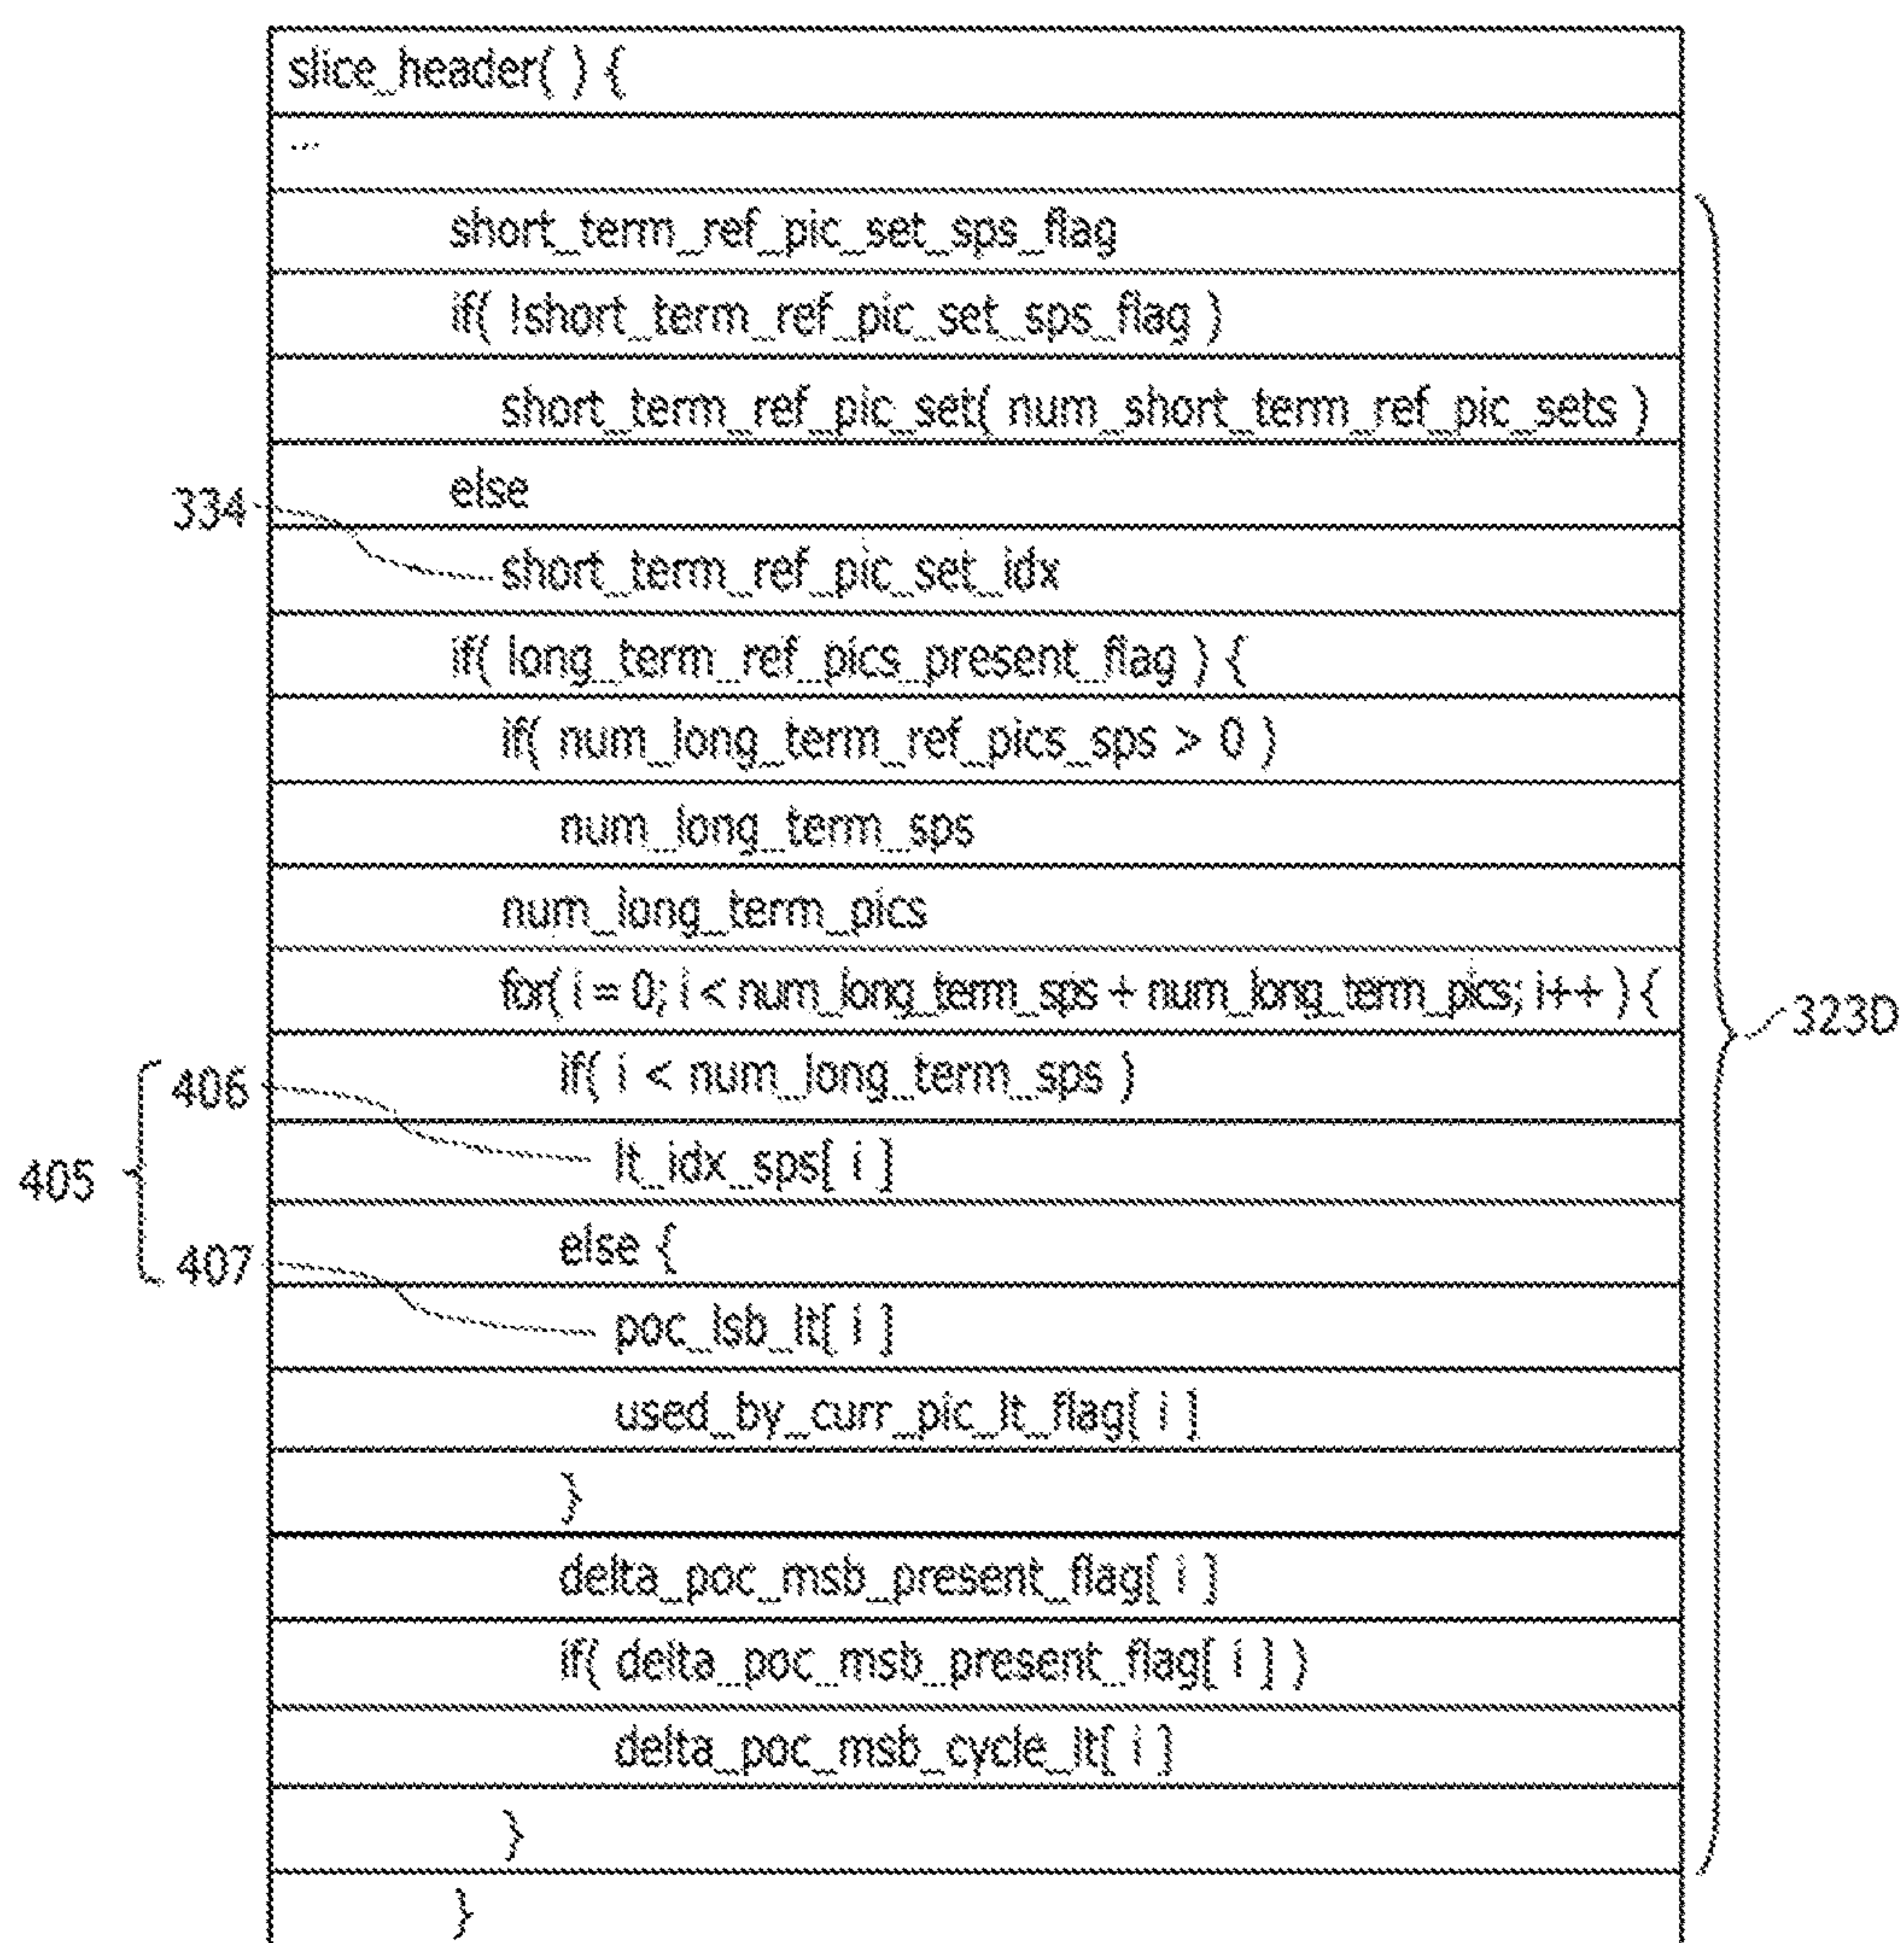 slice_header( ) {
...
short_term_ref_pic_set_sps_flag
if( !short_term_ref_pic_set_sps_flag )
short_term_ref_pic_set( num_short_term_ref_pic_sets )
else
334
short_term_ref_pic_set_idx
if( long_term_ref_pics_present_flag ) {
if( num_long_term_ref_pics_sps > 0 )
num_long_term_sps
num_long_term_pics
for( i = 0; i < num_long_term_sps + num_long_term_pics; i++ ) {
323D
406 if( i < num_long_term_sps )
405 lt_idx_sps[ i ]
407 else {
poc_lsb_lt[ i ]
used_by_curr_pic_lt_flag[ i ]
}
delta_poc_msb_present_flag[ i ]
if( delta_poc_msb_present_flag[ i ] )
delta_poc_msb_cycle_lt[ i ]
}
}